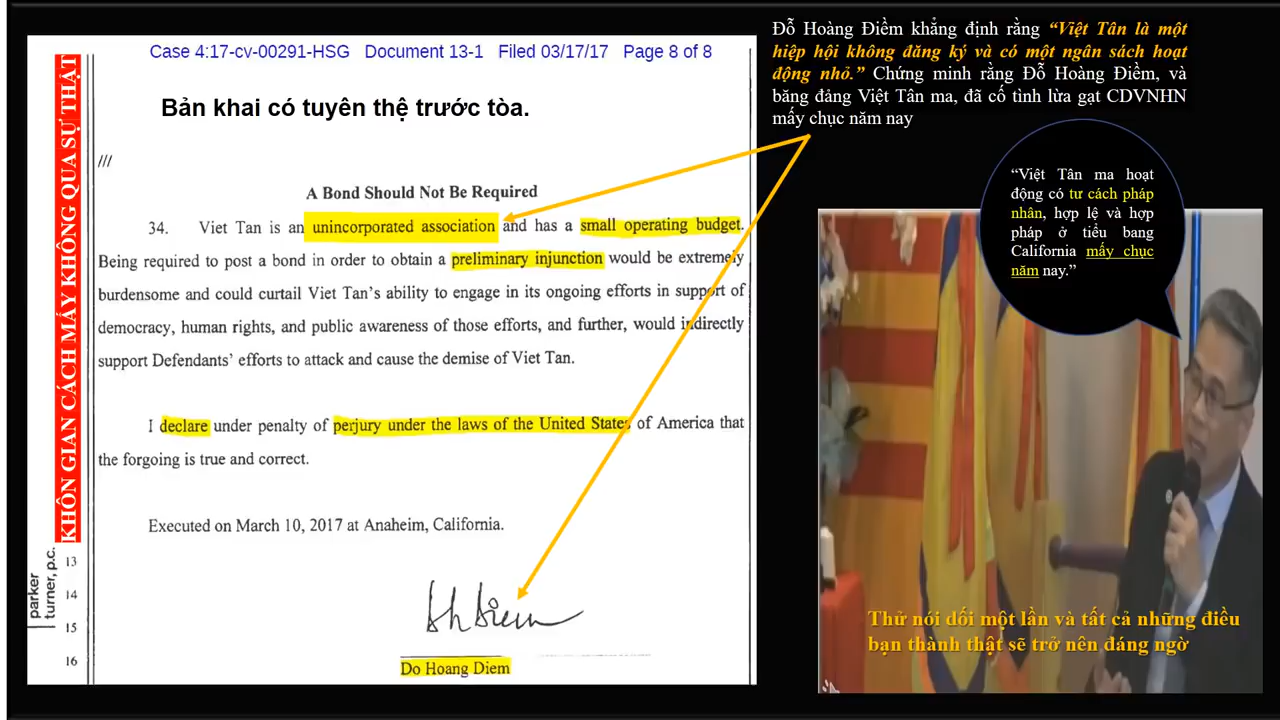 Case 4:17-cv-00291-HSG Document 13-1 Filed 03/17/17 Page 8 of 8
Bản khai có tuyên thệ trước tòa.
KHÔN GIAN CÁCH MẤY KHÔNG QUA SỰ THẬT
///
A Bond Should Not Be Required
34. Viet Tan is an unincorporated association and has a small operating budget.
Being required to post a bond in order to obtain a preliminary injunction would be extremely
burdensome and could curtail Viet Tan's ability to engage in its ongoing efforts in support of
democracy, human rights, and public awareness of those efforts, and further, would indirectly
support Defendants' efforts to attack and cause the demise of Viet Tan.
I declare under penalty of perjury under the laws of the United States of America that
the forgoing is true and correct.
Executed on March 10, 2017 at Anaheim, California.
parker
turner, p.c.
13
14
15
16
Do Hoang Diem
Đỗ Hoàng Điềm khẳng định rằng "Việt Tân là một
hiệp hội không đăng ký và có một ngân sách hoạt
động nhỏ." Chứng minh rằng Đỗ Hoàng Điềm, và
băng đảng Việt Tân ma, đã cố tình lừa gạt CDVNHN
mấy chục năm nay
"Việt Tân ma hoạt
động có tư cách pháp
nhân, hợp lệ và hợp
pháp ở tiểu bang
California mấy chục
năm nay."
Thử nói dối một lần và tất cả những điều
bạn thành thật sẽ trở nên đáng ngờ